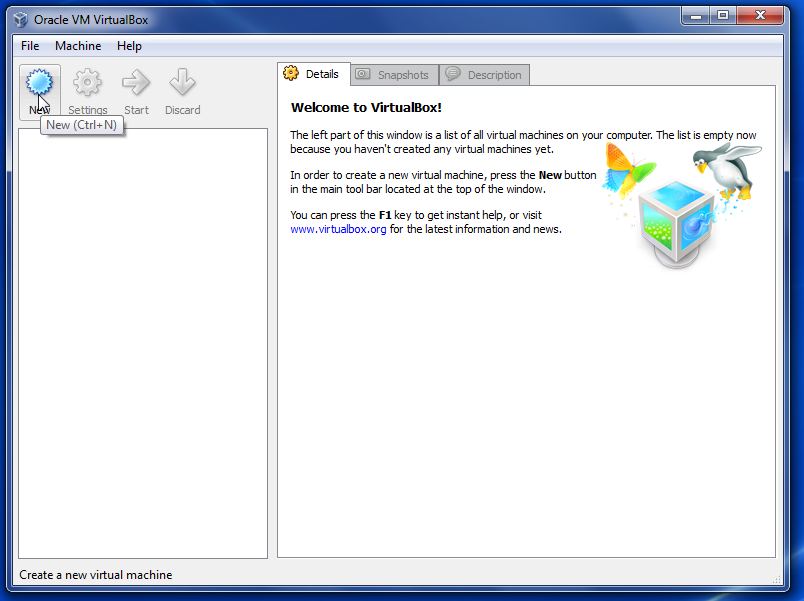 Oracle VM VirtualBox
File Machine Help
New Settings Start Discard
New (Ctrl+N)
Details Snapshots Description
Welcome to VirtualBox!
The left part of this window is a list of all virtual machines on your computer. The list is empty now
because you haven't created any virtual machines yet.
In order to create a new virtual machine, press the New button
in the main tool bar located at the top of the window.
You can press the F1 key to get instant help, or visit
www.virtualbox.org for the latest information and news.
Create a new virtual machine